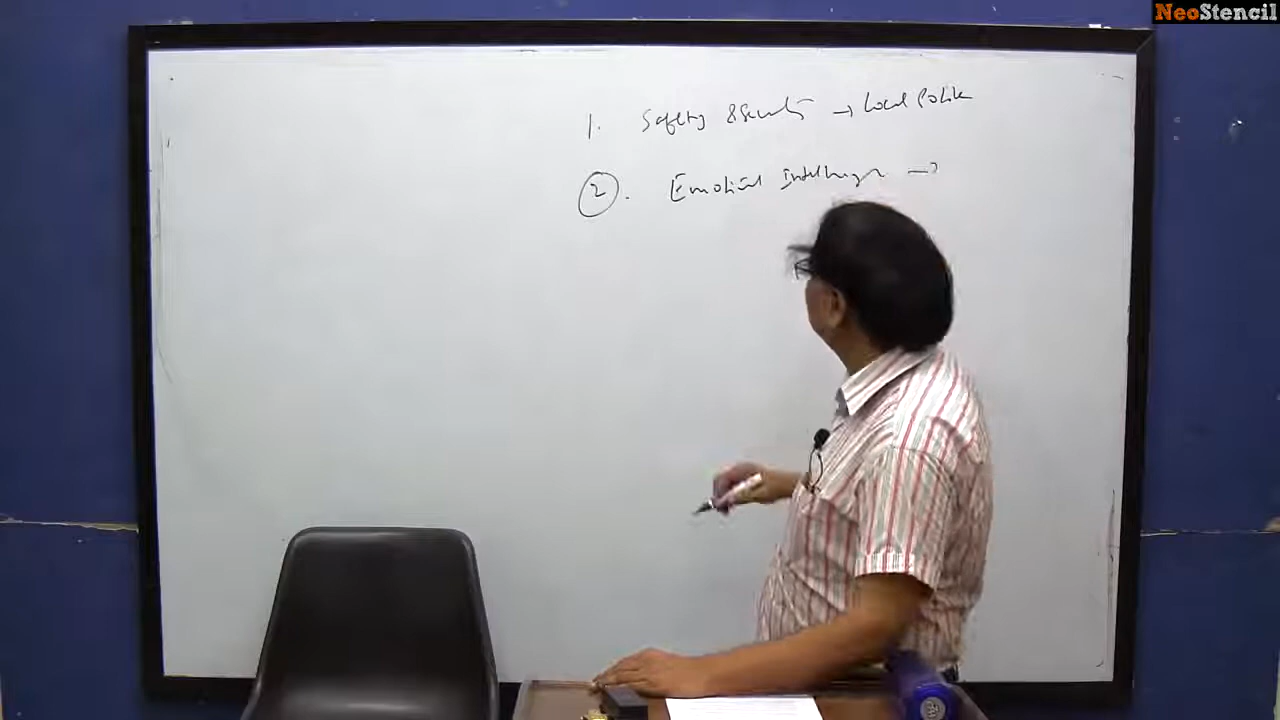 NeoStencil
1. Safety & Security → Local Police
2. Emotional Intelligence →